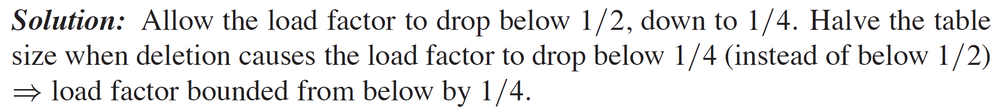 Solution: Allow the load factor to drop below 1/2, down to 1/4. Halve the table
size when deletion causes the load factor to drop below 1/4 (instead of below 1/2)
⇒ load factor bounded from below by 1/4.